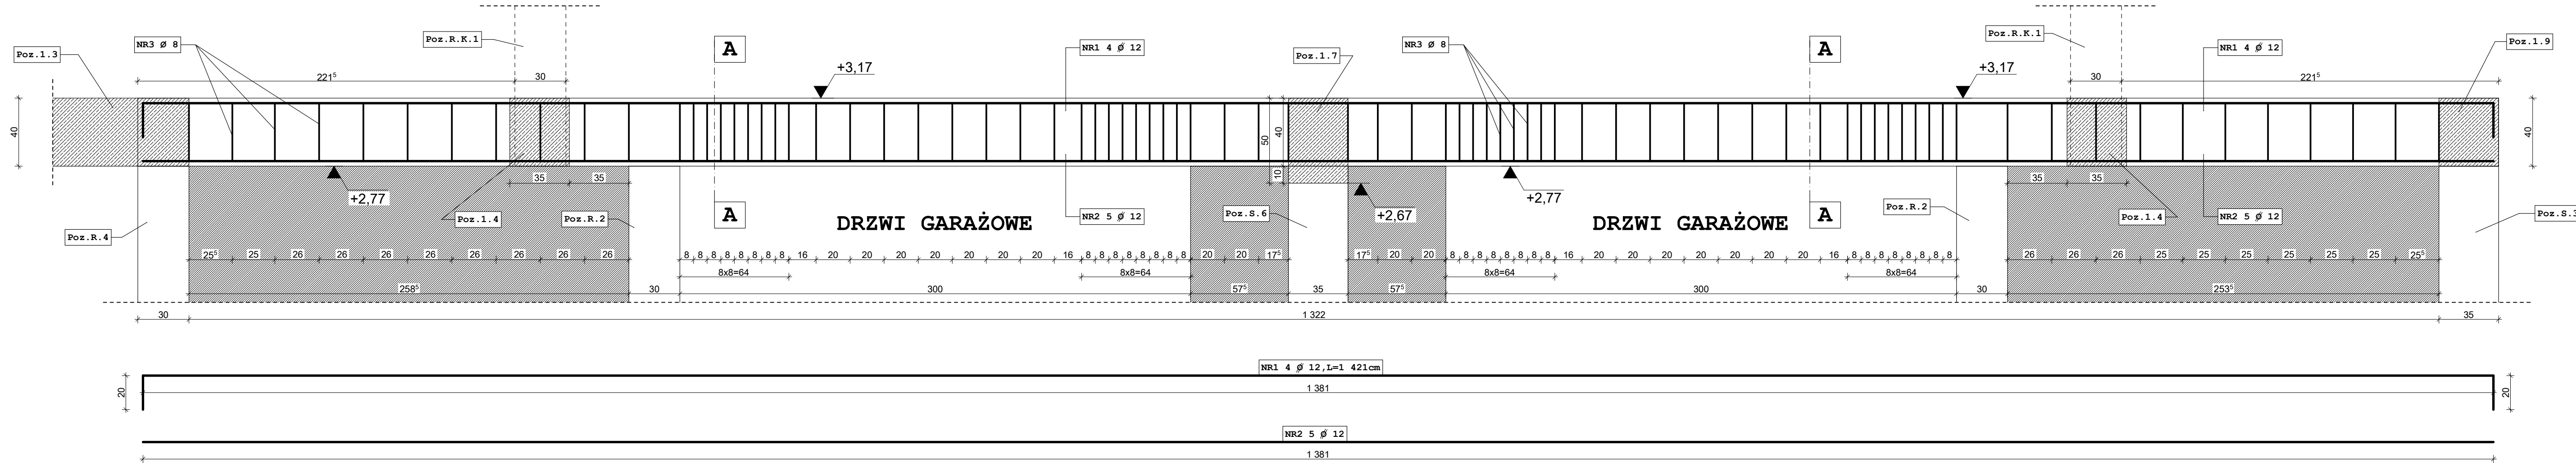 Poz.1.3
NR3 Ø 8
Poz.R.K.1
A
NR1 4 Ø 12
Poz.1.7
NR3 Ø 8
A
Poz.R.K.1
NR1 4 Ø 12
Poz.1.9
221⁵ 30 +3,17 +3,17 30 221⁵
40 50 40 10 40
+2,77 35 35 +2,67 +2,77 35 35
Poz.R.4
Poz.1.4
Poz.R.2
A
NR2 5 Ø 12
Poz.S.6
A
Poz.R.2
Poz.1.4
NR2 5 Ø 12
Poz.S.3
DRZWI GARAŻOWE DRZWI GARAŻOWE
25⁵ 25 26 26 26 26 26 26 26 26 8 8 8 8 8 8 8 8 16 20 20 20 20 20 20 20 16 8 8 8 8 8 8 8 8 20 20 17⁵ 17⁵ 20 20 8 8 8 8 8 8 8 8 16 20 20 20 20 20 20 20 16 8 8 8 8 8 8 8 8 26 26 26 25 25 25 25 25 25 25⁵
8x8=64 8x8=64 8x8=64 8x8=64
258⁵ 30 300 57⁵ 35 57⁵ 300 30 253⁵
30 1 322 35
NR1 4 Ø 12,L=1 421cm
20 1 381 20
NR2 5 Ø 12
1 381